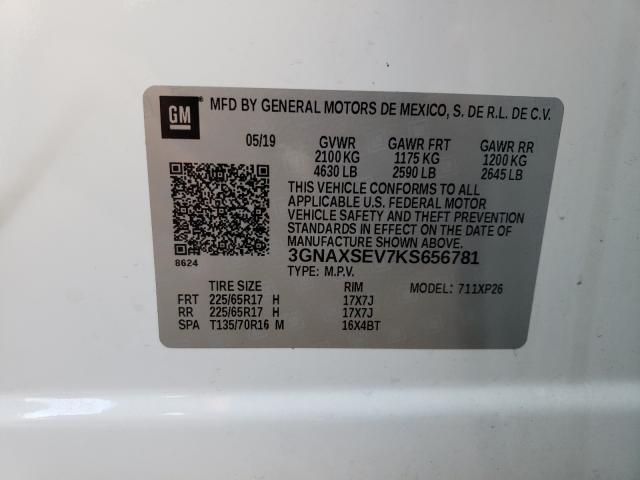 GM MFD BY GENERAL MOTORS DE MEXICO, S. DE R.L. DE C.V.
05/19 GVWR GAWR FRT GAWR RR
2100 KG 1175 KG 1200 KG
4630 LB 2590 LB 2645 LB
THIS VEHICLE CONFORMS TO ALL
APPLICABLE U.S. FEDERAL MOTOR
VEHICLE SAFETY AND THEFT PREVENTION
STANDARDS IN EFFECT ON THE DATE OF
MANUFACTURE SHOWN ABOVE.
8624 3GNAXSEV7KS656781
TYPE: M.P.V.
TIRE SIZE RIM MODEL: 711XP26
FRT 225/65R17 H 17X7J
RR 225/65R17 H 17X7J
SPA T135/70R16 M 16X4BT